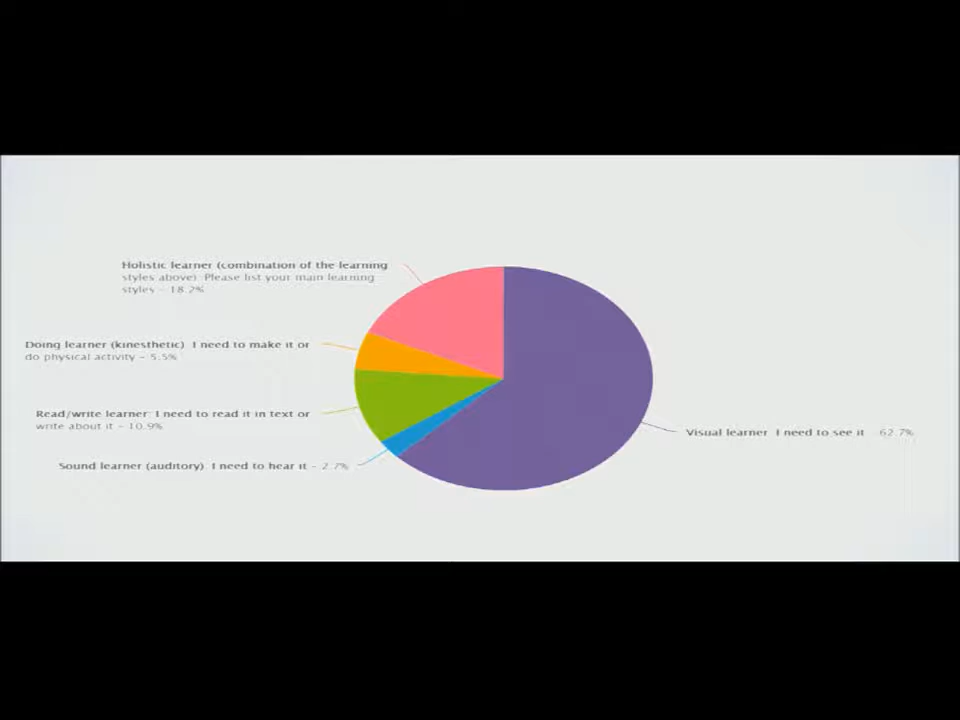 Holistic learner (combination of the learning
styles above). Please list your main learning
styles – 18.2%
Doing learner (kinesthetic). I need to make it or
do physical activity – 5.5%
Read/write learner: I need to read it in text or
write about it – 10.9%
Sound learner (auditory). I need to hear it – 2.7%
Visual learner. I need to see it – 62.7%